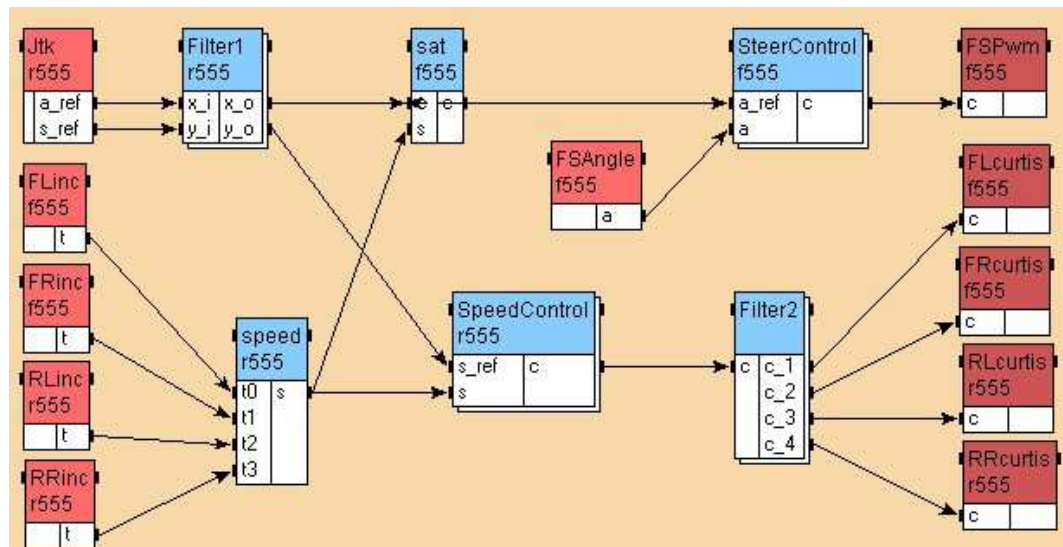 Jtk
r555
a_ref
s_ref
Filter1
r555
x_i x_o
y_i y_o
sat
f555
c
s
SteerControl
f555
a_ref c
a
FSPwm
f555
c
FSAngle
f555
a
FLinc
f555
t
FRinc
f555
t
RLinc
r555
t
RRinc
r555
t
speed
r555
t0 s
t1
t2
t3
SpeedControl
r555
s_ref c
s
Filter2
c c_1
c_2
c_3
c_4
FLcurtis
f555
c
FRcurtis
f555
c
RLcurtis
r555
c
RRcurtis
r555
c